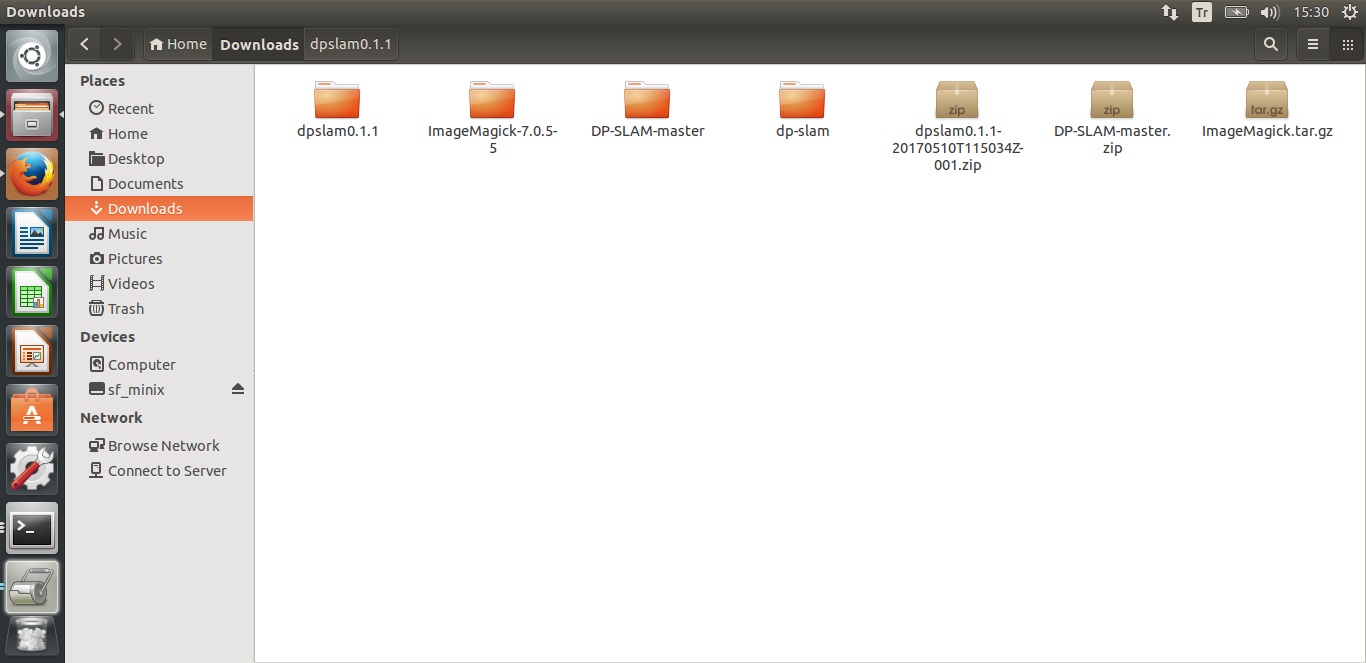 Downloads
Tr
15:30
Home
Downloads
dpslam0.1.1
Places
Recent
Home
Desktop
Documents
Downloads
Music
Pictures
Videos
Trash
Devices
Computer
sf_minix
Network
Browse Network
Connect to Server
dpslam0.1.1
ImageMagick-7.0.5-
5
DP-SLAM-master
dp-slam
zip
dpslam0.1.1-
20170510T115034Z-
001.zip
zip
DP-SLAM-master.
zip
tar.gz
ImageMagick.tar.gz